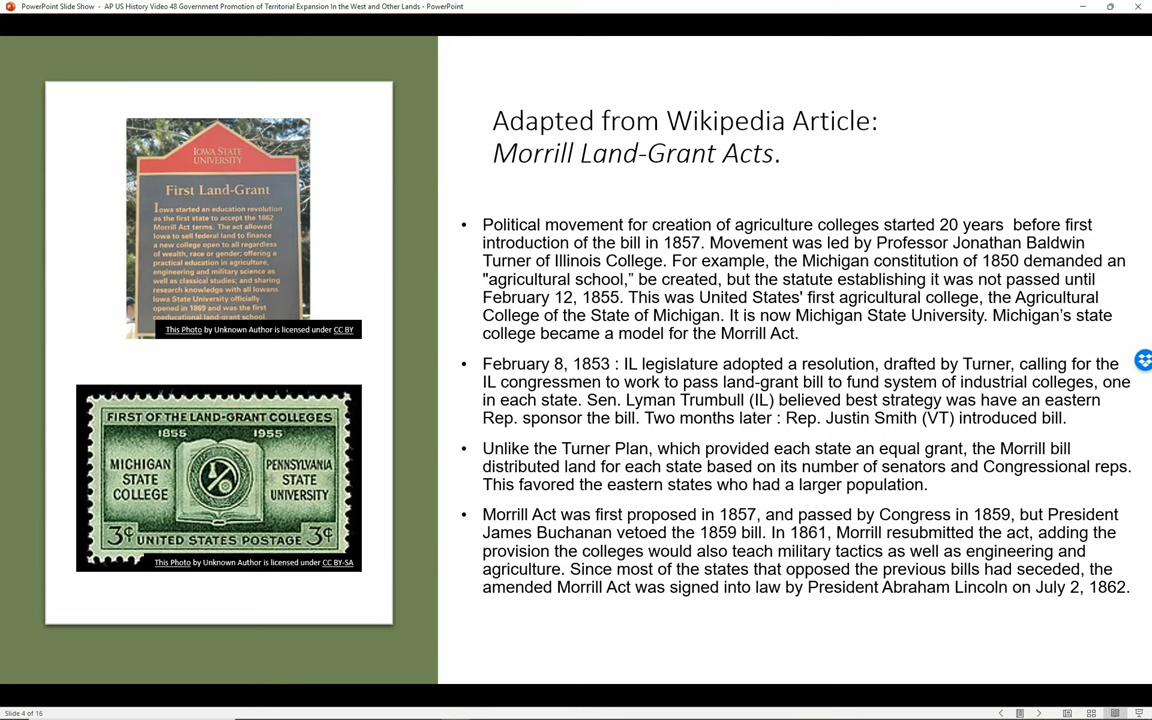 PowerPoint Slide Show - AP US History Video 48 Government Promotion of Territorial Expansion In the West and Other Lands - PowerPoint
IOWA STATE
UNIVERSITY
First Land-Grant
Iowa started an education revolution
as the first state to accept the 1862
Morrill Act terms. The act allowed
Iowa to sell federal land to finance
a new college open to all regardless
of wealth, race or gender; offering a
practical education in agriculture,
engineering and military science as
well as classical studies; and sharing
research knowledge with all Iowans.
Iowa State University officially
opened in 1869 and was the first
coeducational land-grant school.
This Photo by Unknown Author is licensed under CC BY
FIRST OF THE LAND-GRANT COLLEGES
1855 1955
MICHIGAN STATE COLLEGE
PENNSYLVANIA STATE UNIVERSITY
3¢ UNITED STATES POSTAGE 3¢
This Photo by Unknown Author is licensed under CC BY-SA
Adapted from Wikipedia Article:
Morrill Land-Grant Acts.
• Political movement for creation of agriculture colleges started 20 years before first
introduction of the bill in 1857. Movement was led by Professor Jonathan Baldwin
Turner of Illinois College. For example, the Michigan constitution of 1850 demanded an
"agricultural school,” be created, but the statute establishing it was not passed until
February 12, 1855. This was United States' first agricultural college, the Agricultural
College of the State of Michigan. It is now Michigan State University. Michigan’s state
college became a model for the Morrill Act.
• February 8, 1853 : IL legislature adopted a resolution, drafted by Turner, calling for the
IL congressmen to work to pass land-grant bill to fund system of industrial colleges, one
in each state. Sen. Lyman Trumbull (IL) believed best strategy was have an eastern
Rep. sponsor the bill. Two months later : Rep. Justin Smith (VT) introduced bill.
• Unlike the Turner Plan, which provided each state an equal grant, the Morrill bill
distributed land for each state based on its number of senators and Congressional reps.
This favored the eastern states who had a larger population.
• Morrill Act was first proposed in 1857, and passed by Congress in 1859, but President
James Buchanan vetoed the 1859 bill. In 1861, Morrill resubmitted the act, adding the
provision the colleges would also teach military tactics as well as engineering and
agriculture. Since most of the states that opposed the previous bills had seceded, the
amended Morrill Act was signed into law by President Abraham Lincoln on July 2, 1862.
Slide 4 of 16